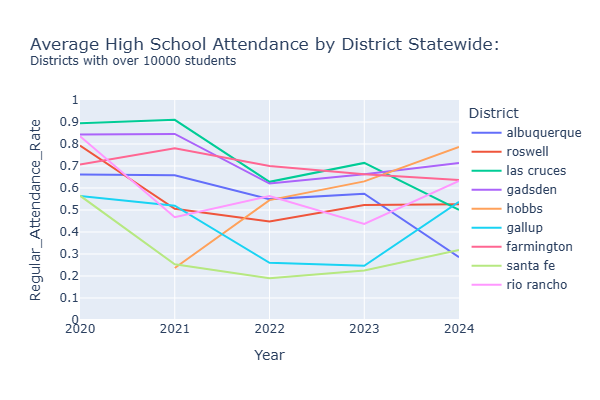 Average High School Attendance by District Statewide:
Districts with over 10000 students
Regular_Attendance_Rate
1
0.9
0.8
0.7
0.6
0.5
0.4
0.3
0.2
0.1
0
2020 2021 2022 2023 2024
Year
District
albuquerque
roswell
las cruces
gadsden
hobbs
gallup
farmington
santa fe
rio rancho